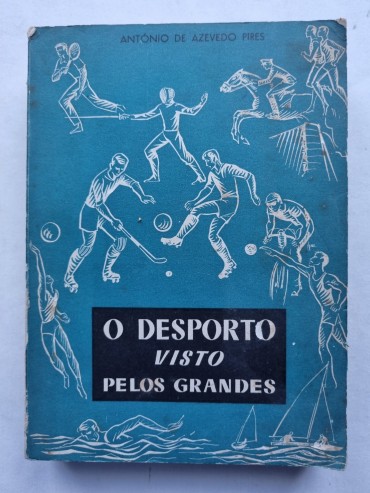 ANTÓNIO DE AZEVEDO PIRES
O DESPORTO
VISTO
PELOS GRANDES